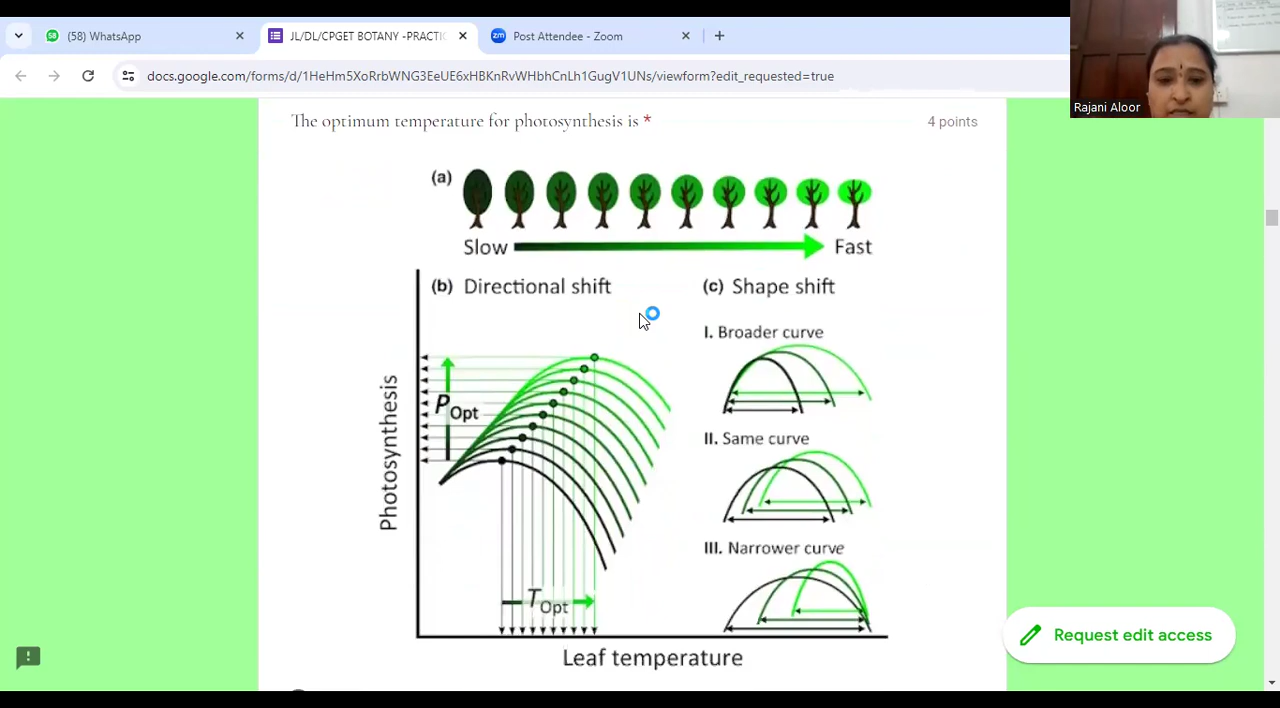 (58) WhatsApp
JL/DL/CPGET BOTANY -PRACTIC
Post Attendee - Zoom
docs.google.com/forms/d/1HeHm5XoRrbWNG3EeUE6xHBKnRvWHbhCnLh1GugV1UNs/viewform?edit_requested=true
Rajani Aloor
The optimum temperature for photosynthesis is *
4 points
(a)
Slow
Fast
(b) Directional shift
(c) Shape shift
I. Broader curve
Photosynthesis
POpt
II. Same curve
III. Narrower curve
TOpt
Leaf temperature
Request edit access